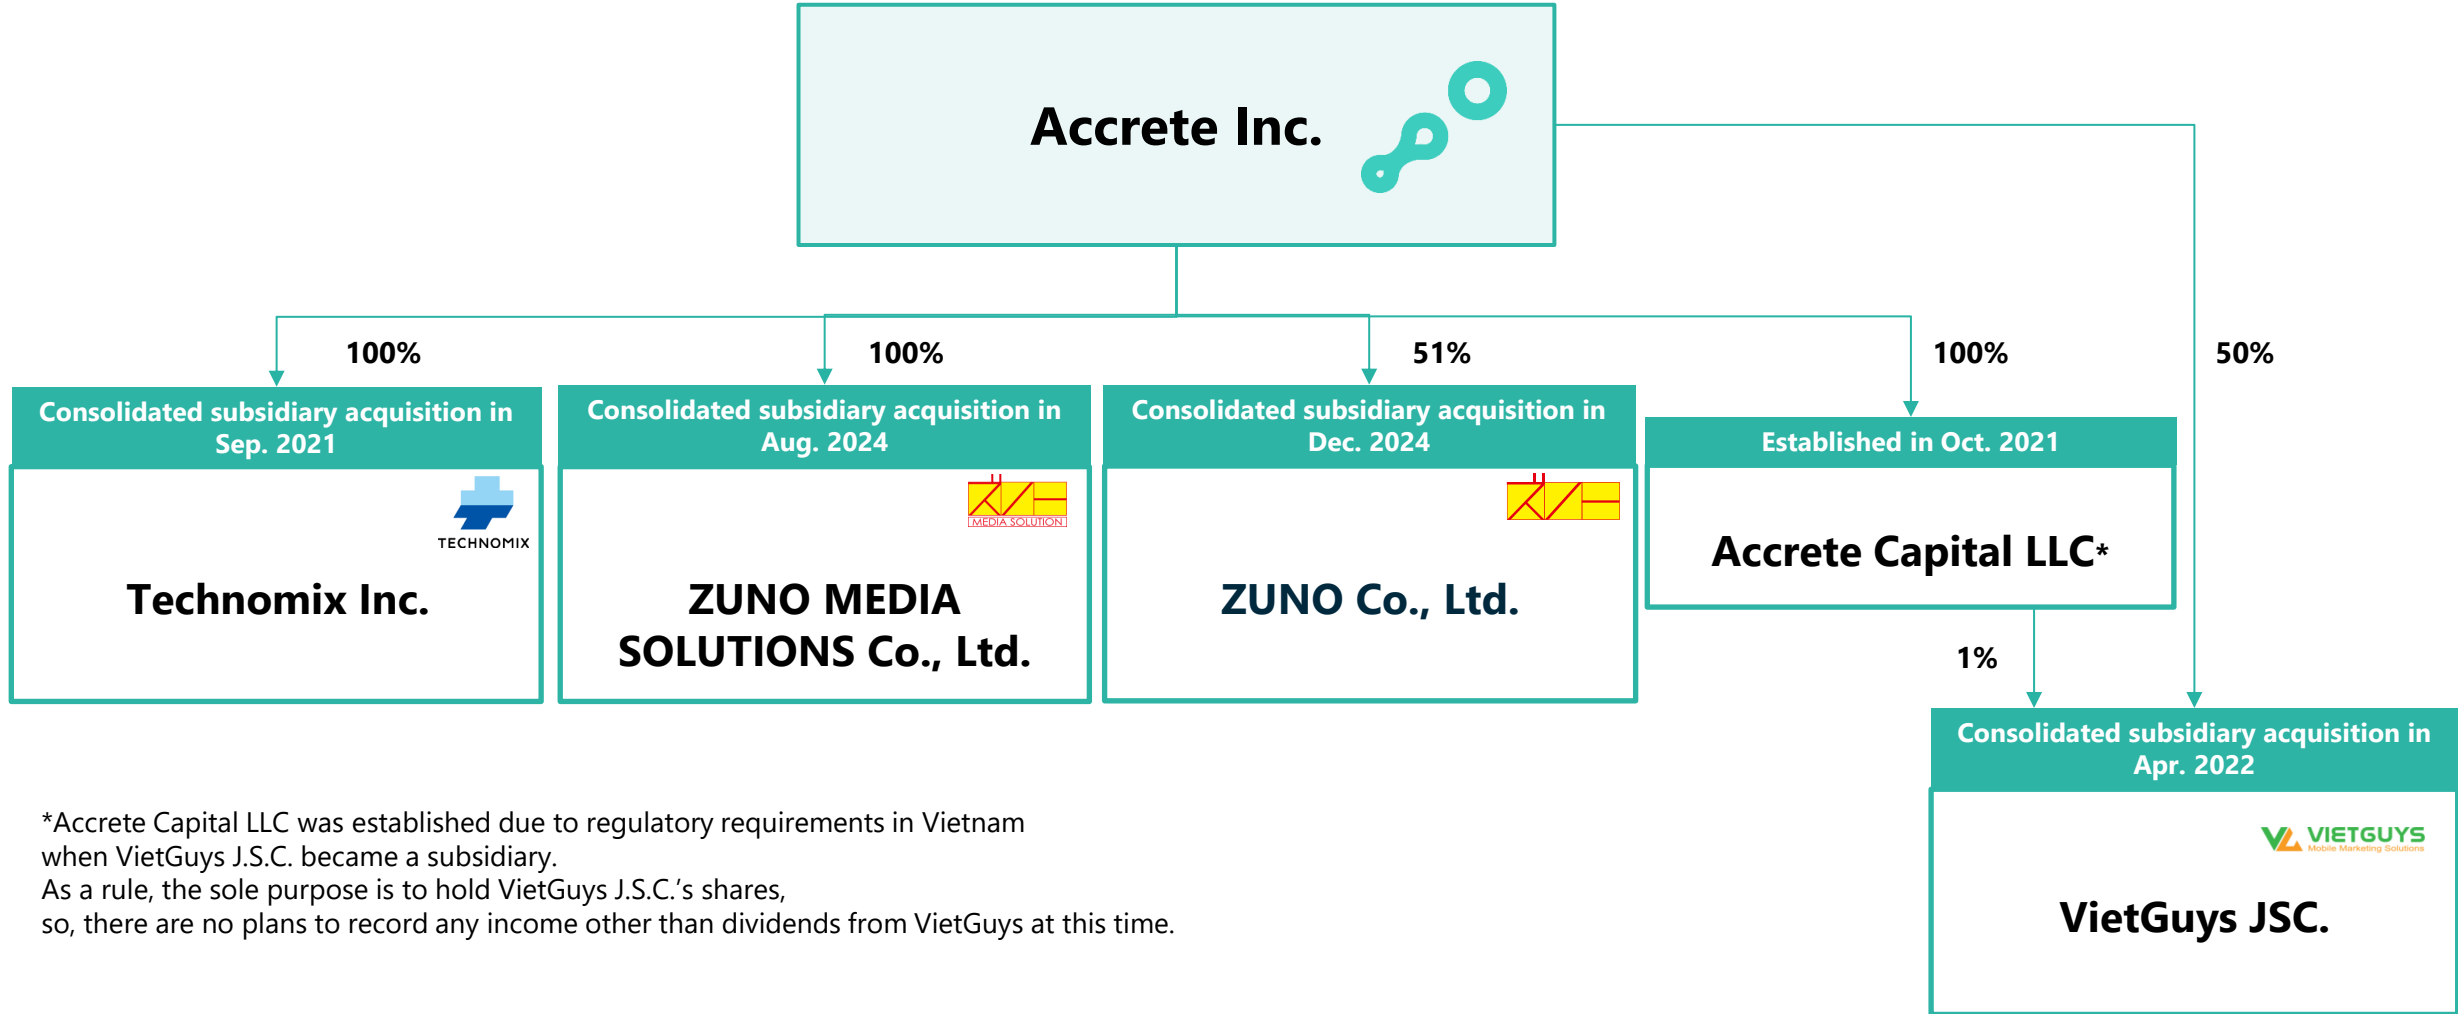 Accrete Inc.
100%
100%
51%
100%
50%
Consolidated subsidiary acquisition in
Sep. 2021
TECHNOMIX
Technomix Inc.
Consolidated subsidiary acquisition in
Aug. 2024
MEDIA SOLUTION
ZUNO MEDIA
SOLUTIONS Co., Ltd.
Consolidated subsidiary acquisition in
Dec. 2024
ZUNO Co., Ltd.
Established in Oct. 2021
Accrete Capital LLC*
1%
Consolidated subsidiary acquisition in
Apr. 2022
VIETGUYS
Mobile Marketing Solutions
VietGuys JSC.
*Accrete Capital LLC was established due to regulatory requirements in Vietnam
when VietGuys J.S.C. became a subsidiary.
As a rule, the sole purpose is to hold VietGuys J.S.C.’s shares,
so, there are no plans to record any income other than dividends from VietGuys at this time.